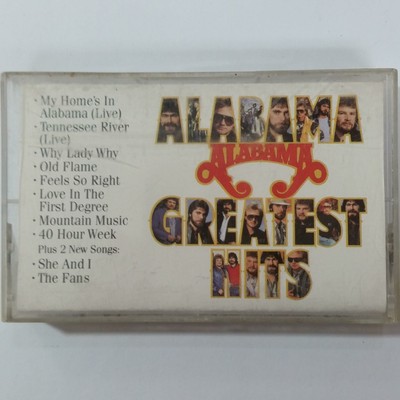 · My Home's In
Alabama (Live)
· Tennessee River
(Live)
· Why Lady Why
· Old Flame
· Feels So Right
· Love In The
First Degree
· Mountain Music
· 40 Hour Week
Plus 2 New Songs:
· She And I
· The Fans
ALABAMA
ALABAMA
GREATEST
HITS